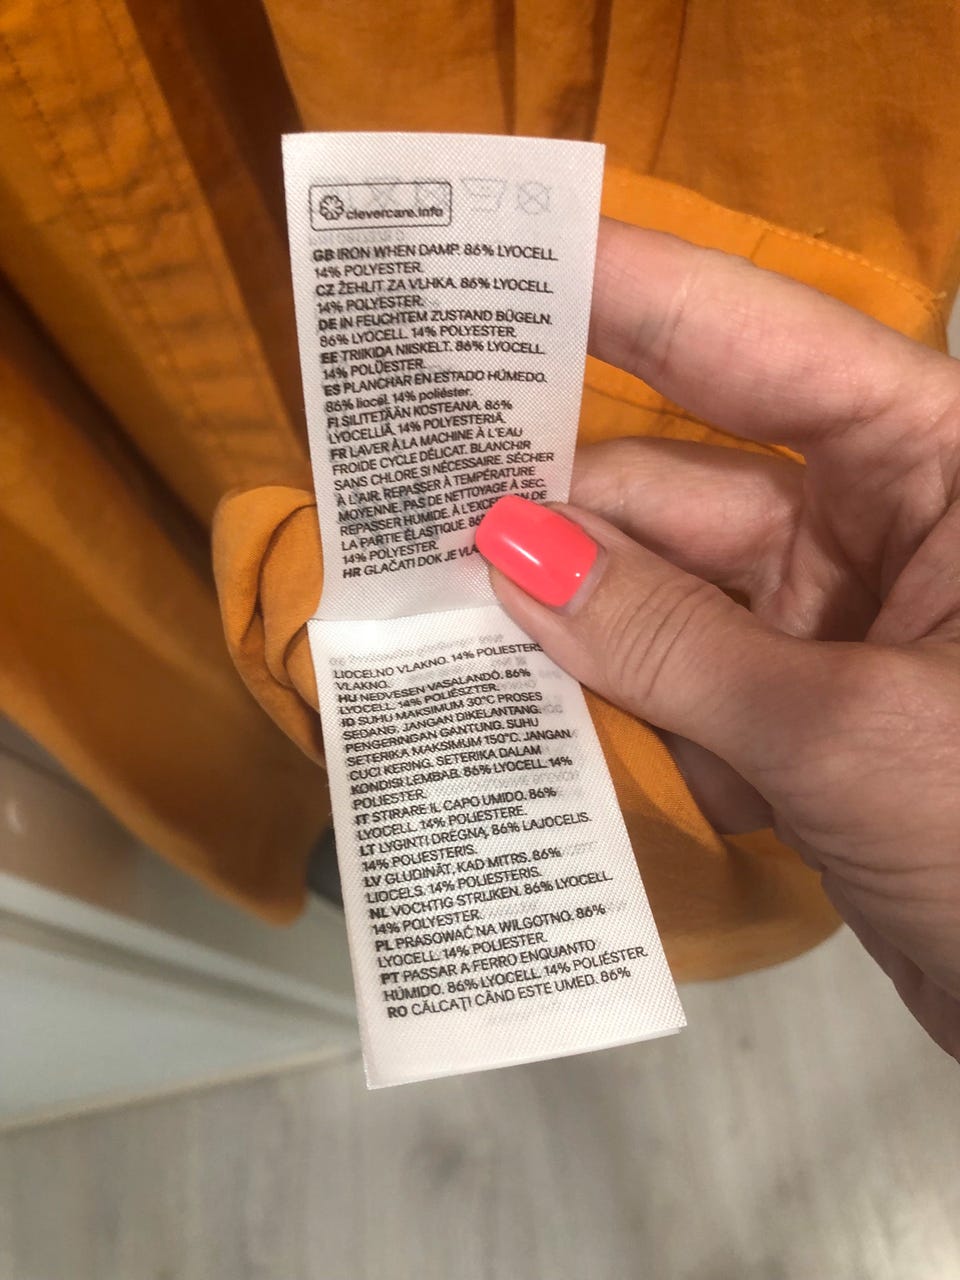 clevercare.info
GB IRON WHEN DAMP. 86% LYOCELL.
14% POLYESTER.
CZ ŽEHLIT ZA VLHKA. 86% LYOCELL.
14% POLYESTER.
DE IN FEUCHTEM ZUSTAND BÜGELN.
86% LYOCELL. 14% POLYESTER.
EE TRIIKIDA NIISKELT. 86% LYOCELL.
14% POLÜESTER.
ES PLANCHAR EN ESTADO HÚMEDO.
86% liocel. 14% poliéster.
FI SILITETÄÄN KOSTEANA. 86%
LYOCELLIÄ. 14% POLYESTERIÄ.
FR LAVER À LA MACHINE À L'EAU
FROIDE CYCLE DÉLICAT. BLANCHIR
SANS CHLORE SI NÉCESSAIRE. SÉCHER
À L'AIR. REPASSER À TEMPÉRATURE
MOYENNE. PAS DE NETTOYAGE À SEC.
REPASSER HUMIDE. À L'EXCEPTION DE
LA PARTIE ÉLASTIQUE. 86
14% POLYESTER.
HR GLAČATI DOK JE
LIOCELNO VLAKNO. 14% POLIESTERS
VLAKNO.
HU NEDVESEN VASALANDÓ. 86%
LYOCELL. 14% POLIÉSZTER.
ID SUHU MAKSIMUM 30°C PROSES
SEDANG. JANGAN DIKELANTANG.
PENGERINGAN GANTUNG. SUHU
SETERIKA MAKSIMUM 150°C. JANGAN
CUCI KERING. SETERIKA DALAM
KONDISI LEMBAB. 86% LYOCELL. 14%
POLIESTER.
IT STIRARE IL CAPO UMIDO. 86%
LYOCELL. 14% POLIESTERE.
LT LYGINTI DRĖGNĄ. 86% LAJOCELIS.
14% POLIESTERIS.
LV GLUDINĀT, KAD MITRS. 86%
LIOCELS. 14% POLIESTERIS.
NL VOCHTIG STRIJKEN. 86% LYOCELL.
14% POLYESTER.
PL PRASOWAĆ NA WILGOTNO. 86%
LYOCELL. 14% POLIESTER.
PT PASSAR A FERRO ENQUANTO
HÚMIDO. 86% LYOCELL. 14% POLIÉSTER.
RO CĂLCAȚI CÂND ESTE UMED. 86%